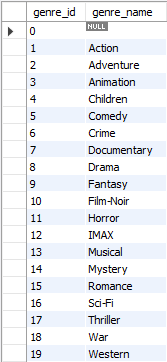 genre_id genre_name
0 NULL
1 Action
2 Adventure
3 Animation
4 Children
5 Comedy
6 Crime
7 Documentary
8 Drama
9 Fantasy
10 Film-Noir
11 Horror
12 IMAX
13 Musical
14 Mystery
15 Romance
16 Sci-Fi
17 Thriller
18 War
19 Western